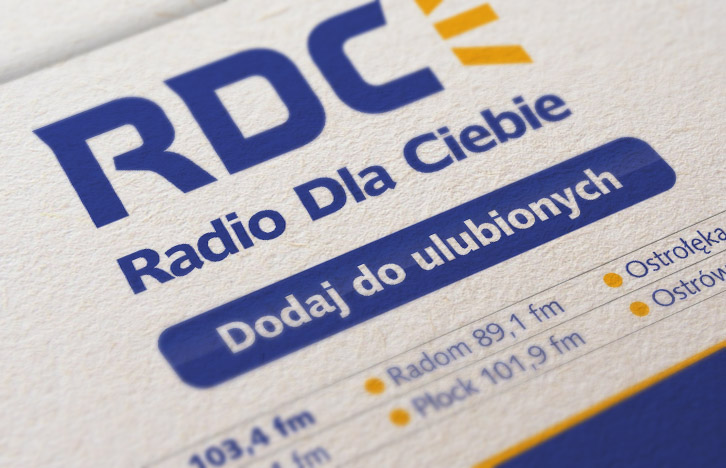 RDC
Radio Dla Ciebie
Dodaj do ulubionych
103,4 fm
Radom 89,1 fm
Ostrołęka
fm
Płock 101,9 fm
Ostrów